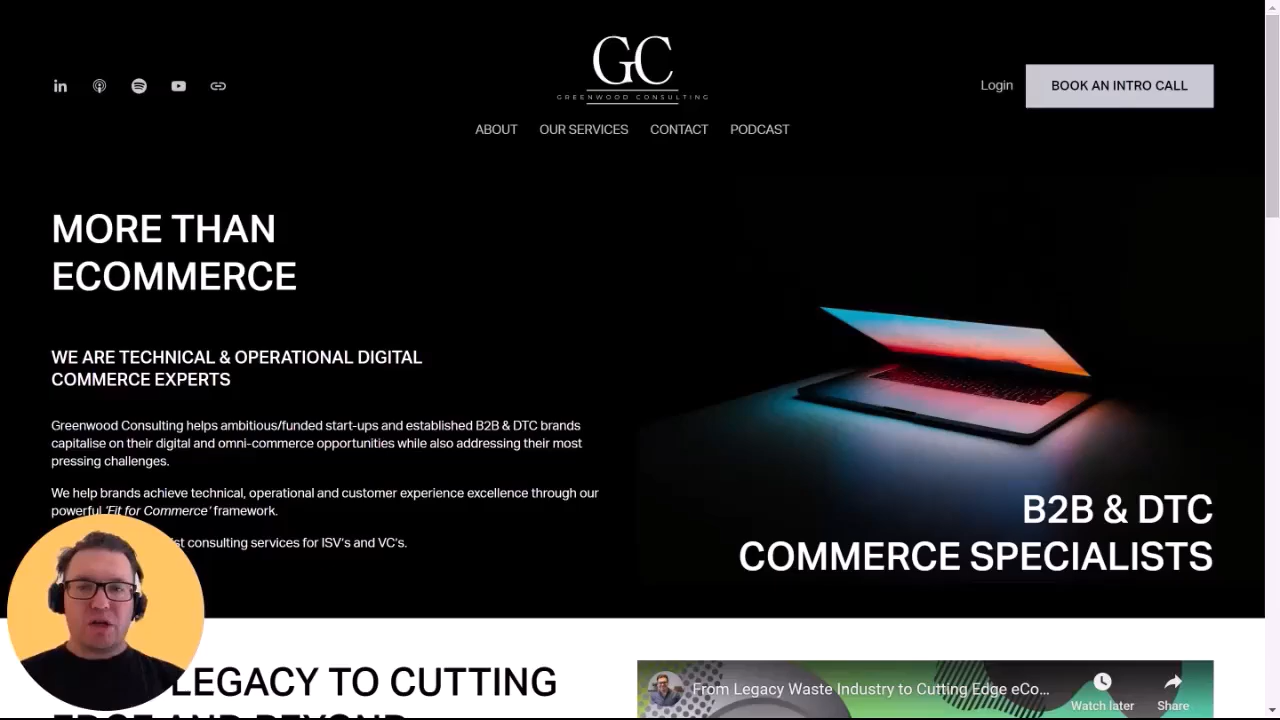 GC
GREENWOOD CONSULTING
Login
BOOK AN INTRO CALL
ABOUT
OUR SERVICES
CONTACT
PODCAST
MORE THAN
ECOMMERCE
WE ARE TECHNICAL & OPERATIONAL DIGITAL
COMMERCE EXPERTS
Greenwood Consulting helps ambitious/funded start-ups and established B2B & DTC brands
capitalise on their digital and omni-commerce opportunities while also addressing their most
pressing challenges.
We help brands achieve technical, operational and customer experience excellence through our
powerful 'Fit for Commerce' framework.
consulting services for ISV's and VC's.
B2B & DTC
COMMERCE SPECIALISTS
LEGACY TO CUTTING
EDGE AND BEYOND
From Legacy Waste Industry to Cutting Edge eCo...
Watch later
Share